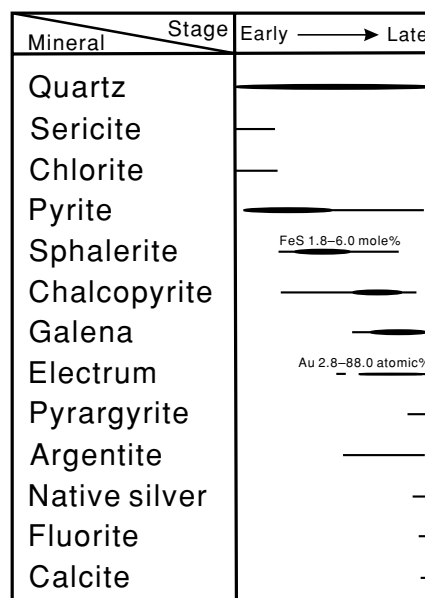 Stage
Mineral
Early
Late
Quartz
Sericite
Chlorite
Pyrite
Sphalerite
FeS 1.8–6.0 mole%
Chalcopyrite
Galena
Electrum
Au 2.8–88.0 atomic%
Pyrargyrite
Argentite
Native silver
Fluorite
Calcite